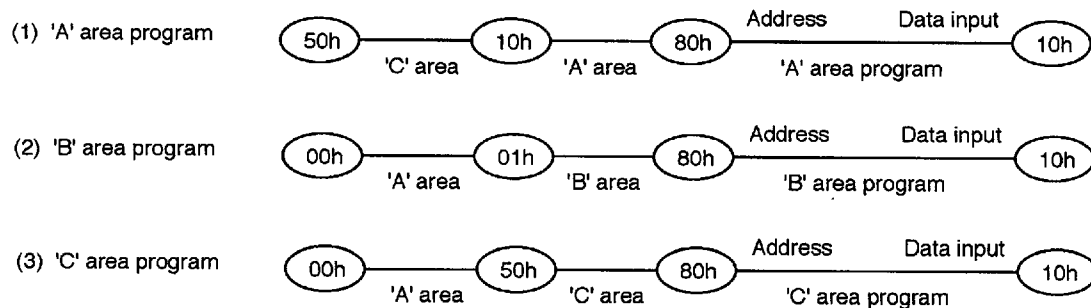 (1) 'A' area program 50h 10h 80h Address Data input 10h
'C' area 'A' area 'A' area program
(2) 'B' area program 00h 01h 80h Address Data input 10h
'A' area 'B' area 'B' area program
(3) 'C' area program 00h 50h 80h Address Data input 10h
'A' area 'C' area 'C' area program